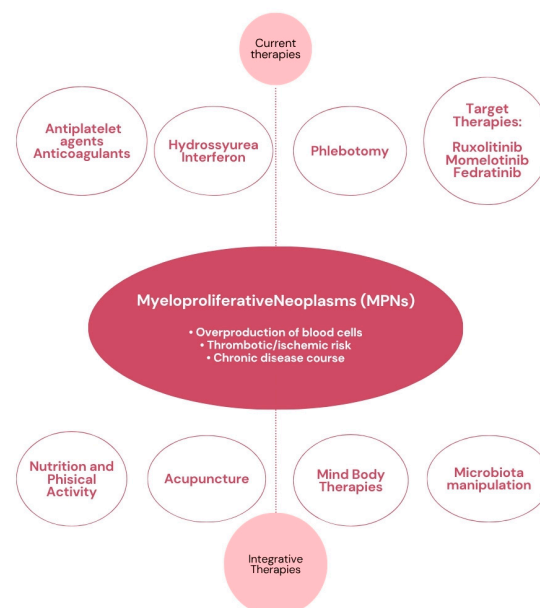 Current
therapies
Antiplatelet
agents
Anticoagulants
Hydrossyurea
Interferon
Phlebotomy
Target
Therapies:
Ruxolitinib
Momelotinib
Fedratinib
MyeloproliferativeNeoplasms (MPNs)
• Overproduction of blood cells
• Thrombotic/ischemic risk
• Chronic disease course
Nutrition and
Phisical
Activity
Acupuncture
Mind Body
Therapies
Microbiota
manipulation
Integrative
Therapies